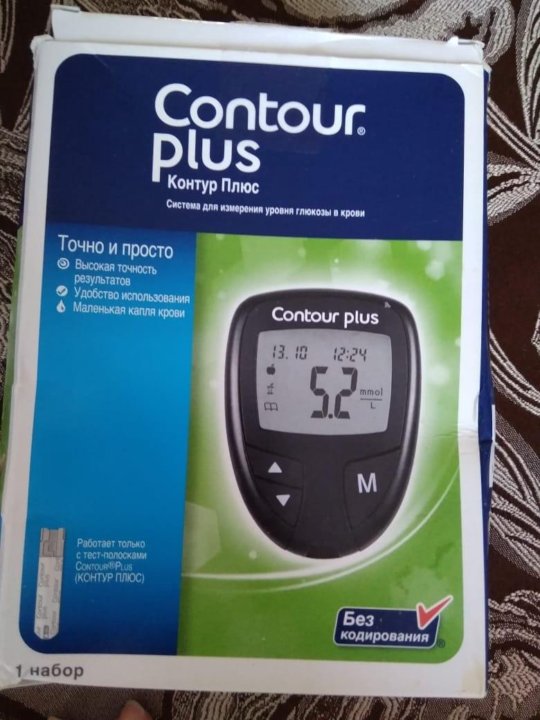 Contour®
plus
Контур Плюс
Система для измерения уровня глюкозы в крови
Точно и просто
Высокая точность
результатов
Удобство использования
Маленькая капля крови
Contour plus
13.10 12:24
5.2 mmol
L
M
Работает только
с тест-полосками
CONTOUR®PLUS
(КОНТУР ПЛЮС)
Contour
plus
Без
кодирования
®
1 набор